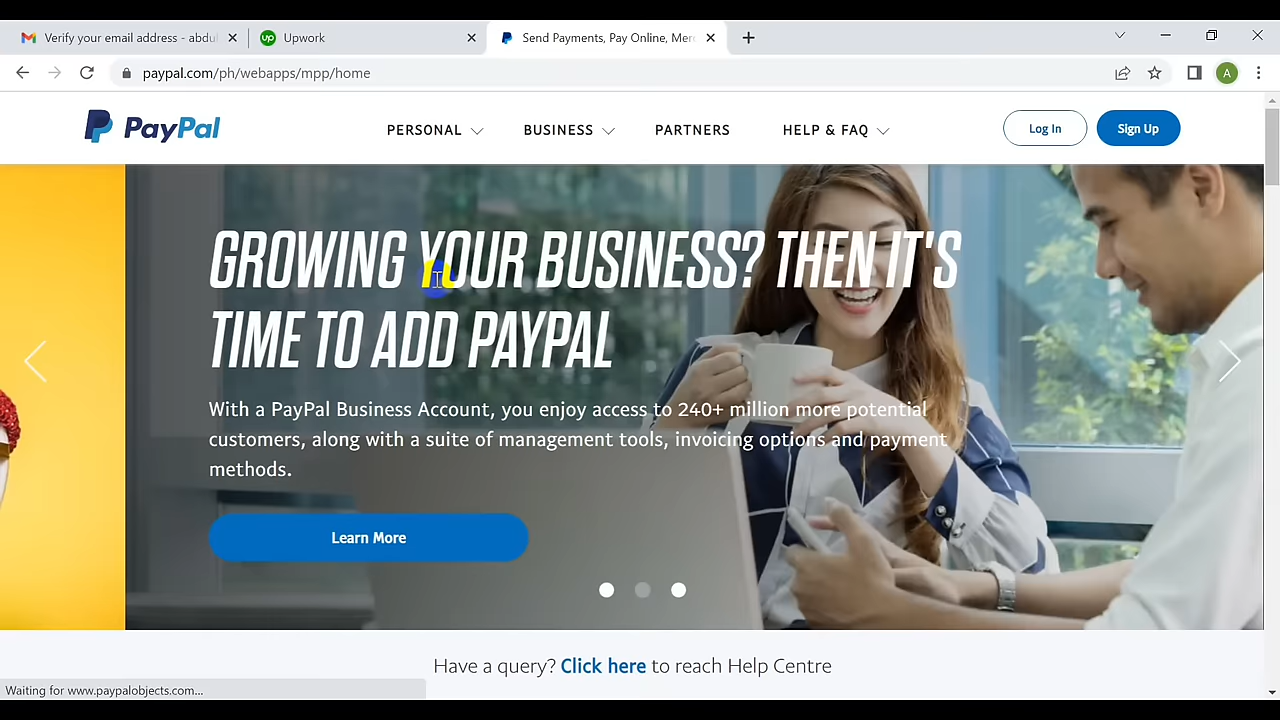 Verify your email address - abdul
Upwork
Send Payments, Pay Online, Mer
paypal.com/ph/webapps/mpp/home
A
PayPal
PERSONAL
BUSINESS
PARTNERS
HELP & FAQ
Log In
Sign Up
GROWING YOUR BUSINESS? THEN IT'S
TIME TO ADD PAYPAL
With a PayPal Business Account, you enjoy access to 240+ million more potential
customers, along with a suite of management tools, invoicing options and payment
methods.
Learn More
Have a query? Click here to reach Help Centre
Waiting for www.paypalobjects.com...